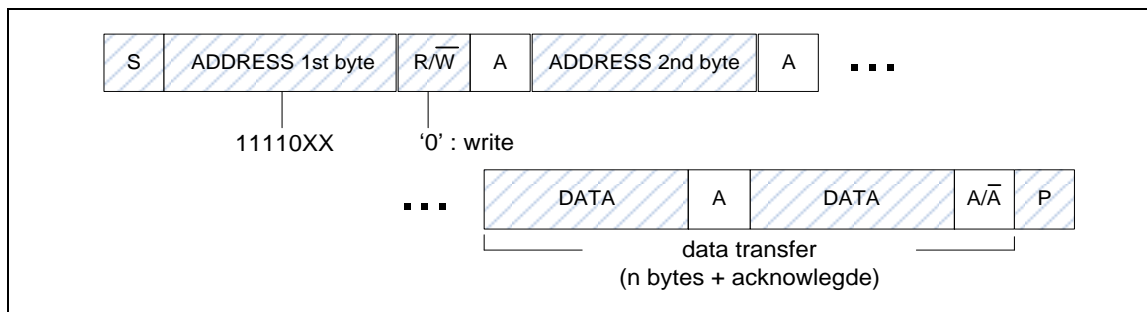 S ADDRESS 1st byte R/W̅ A ADDRESS 2nd byte A ...
11110XX ‘0’ : write
... DATA A DATA A/A̅ P
data transfer
(n bytes + acknowlegde)